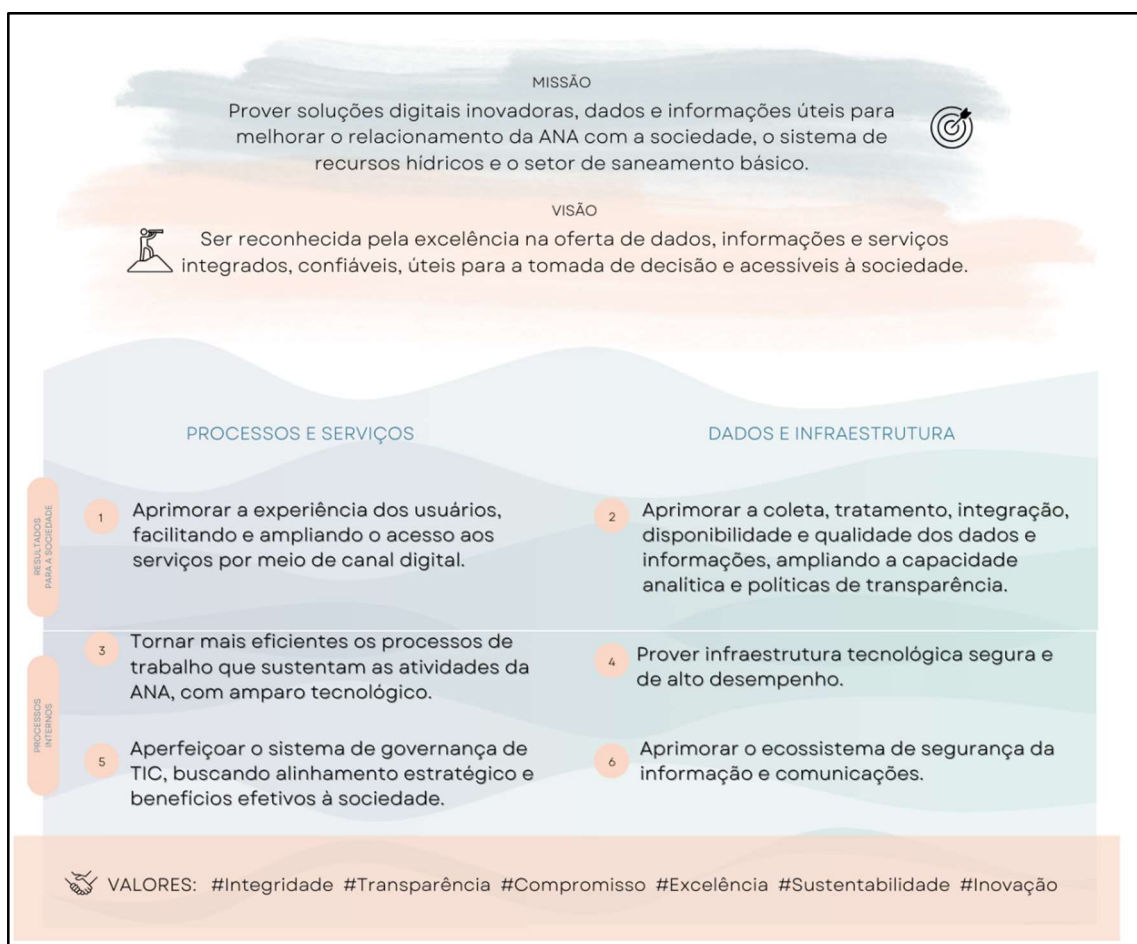 MISSÃO
Prover soluções digitais inovadoras, dados e informações úteis para
melhorar o relacionamento da ANA com a sociedade, o sistema de
recursos hídricos e o setor de saneamento básico.
VISÃO
Ser reconhecida pela excelência na oferta de dados, informações e serviços
integrados, confiáveis, úteis para a tomada de decisão e acessíveis à sociedade.
PROCESSOS E SERVIÇOS
DADOS E INFRAESTRUTURA
RESULTADOS
PARA A SOCIEDADE
1
Aprimorar a experiência dos usuários,
facilitando e ampliando o acesso aos
serviços por meio de canal digital.
2
Aprimorar a coleta, tratamento, integração,
disponibilidade e qualidade dos dados e
informações, ampliando a capacidade
analítica e políticas de transparência.
PROCESSOS
INTERNOS
3
Tornar mais eficientes os processos de
trabalho que sustentam as atividades da
ANA, com amparo tecnológico.
4
Prover infraestrutura tecnológica segura e
de alto desempenho.
5
Aperfeiçoar o sistema de governança de
TIC, buscando alinhamento estratégico e
benefícios efetivos à sociedade.
6
Aprimorar o ecossistema de segurança da
informação e comunicações.
VALORES: #Integridade #Transparência #Compromisso #Excelência #Sustentabilidade #Inovação